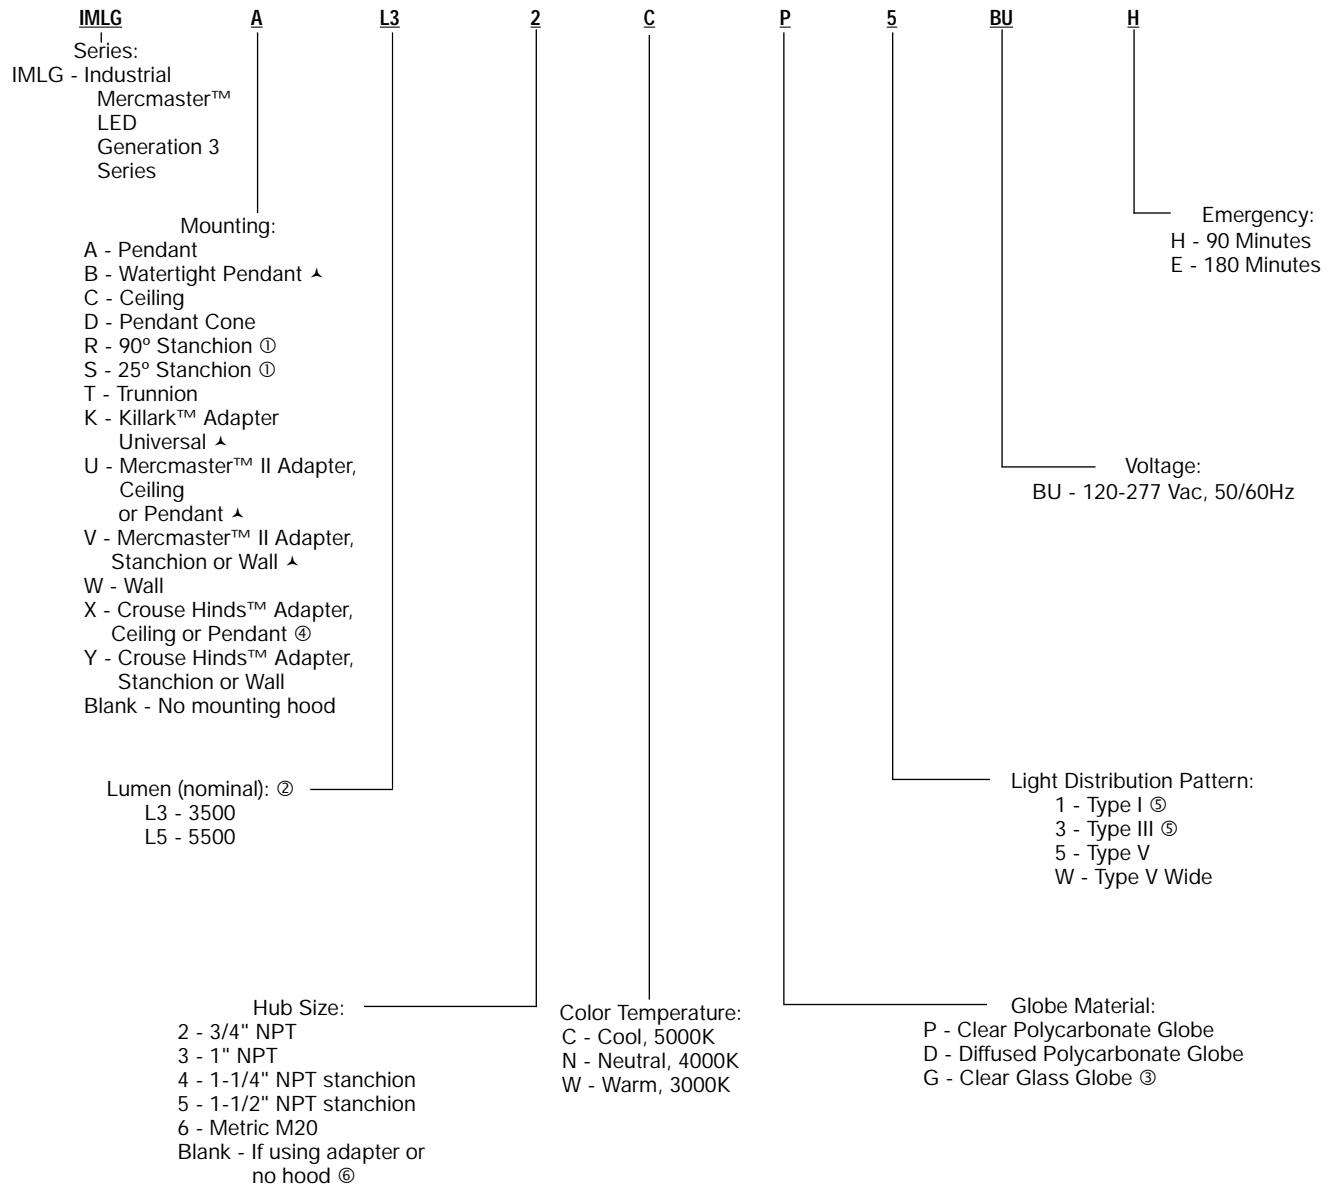 IMLG A L3 2 C P 5 BU H
Series:
IMLG - Industrial
Mercmaster™
LED
Generation 3
Series
Mounting:
A - Pendant
B - Watertight Pendant ⅄
C - Ceiling
D - Pendant Cone
R - 90º Stanchion ①
S - 25º Stanchion ①
T - Trunnion
K - Killark™ Adapter
Universal ⅄
U - Mercmaster™ II Adapter,
Ceiling
or Pendant ⅄
V - Mercmaster™ II Adapter,
Stanchion or Wall ⅄
W - Wall
X - Crouse Hinds™ Adapter,
Ceiling or Pendant ④
Y - Crouse Hinds™ Adapter,
Stanchion or Wall
Blank - No mounting hood
Emergency:
H - 90 Minutes
E - 180 Minutes
Voltage:
BU - 120-277 Vac, 50/60Hz
Lumen (nominal): ②
L3 - 3500
L5 - 5500
Light Distribution Pattern:
1 - Type I ⑤
3 - Type III ⑤
5 - Type V
W - Type V Wide
Hub Size:
2 - 3/4" NPT
3 - 1" NPT
4 - 1-1/4" NPT stanchion
5 - 1-1/2" NPT stanchion
6 - Metric M20
Blank - If using adapter or
no hood ⑥
Color Temperature:
C - Cool, 5000K
N - Neutral, 4000K
W - Warm, 3000K
Globe Material:
P - Clear Polycarbonate Globe
D - Diffused Polycarbonate Globe
G - Clear Glass Globe ③